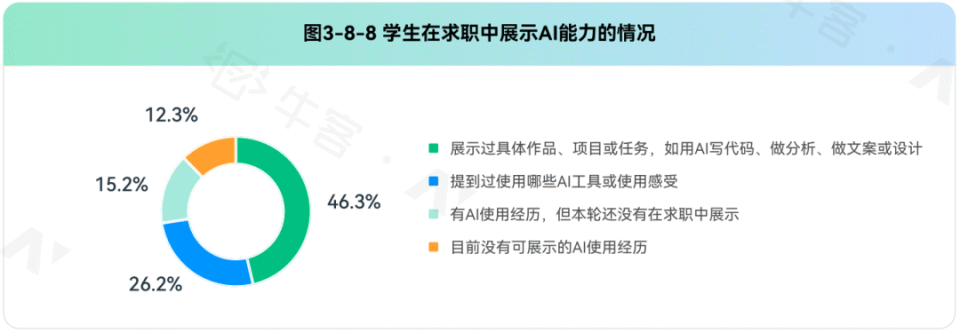 图3-8-8 学生在求职中展示AI能力的情况
牛客
12.3%
15.2%
46.3%
26.2%
展示过具体作品、项目或任务，如用AI写代码、做分析、做文案或设计
提到过使用哪些AI工具或使用感受
有AI使用经历，但本轮还没有在求职中展示
目前没有可展示的AI使用经历